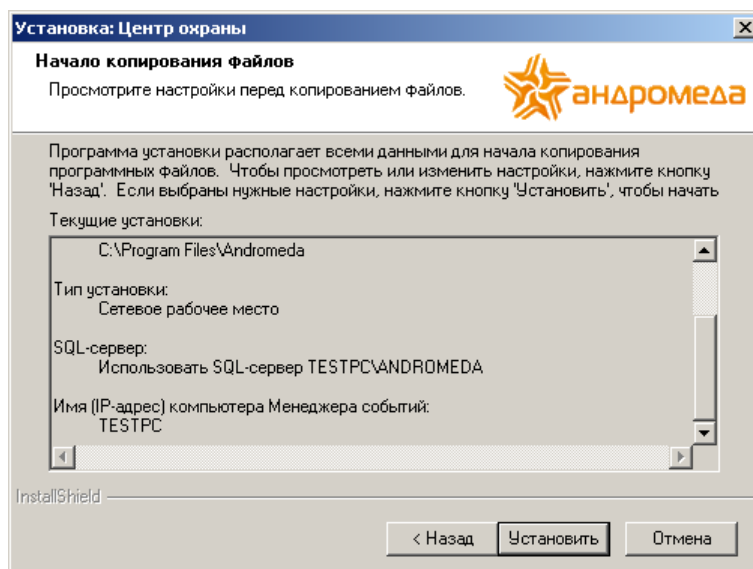 Установка: Центр охраны
Начало копирования файлов
Просмотрите настройки перед копированием файлов.
андромеда
Программа установки располагает всеми данными для начала копирования
программных файлов. Чтобы просмотреть или изменить настройки, нажмите кнопку
'Назад'. Если выбраны нужные настройки, нажмите кнопку 'Установить', чтобы начать
Текущие установки:
C:\Program Files\Andromeda
Тип установки:
Сетевое рабочее место
SQL-сервер:
Использовать SQL-сервер TESTPC\ANDROMEDA
Имя (IP-адрес) компьютера Менеджера событий:
TESTPC
InstallShield
< Назад
Установить
Отмена